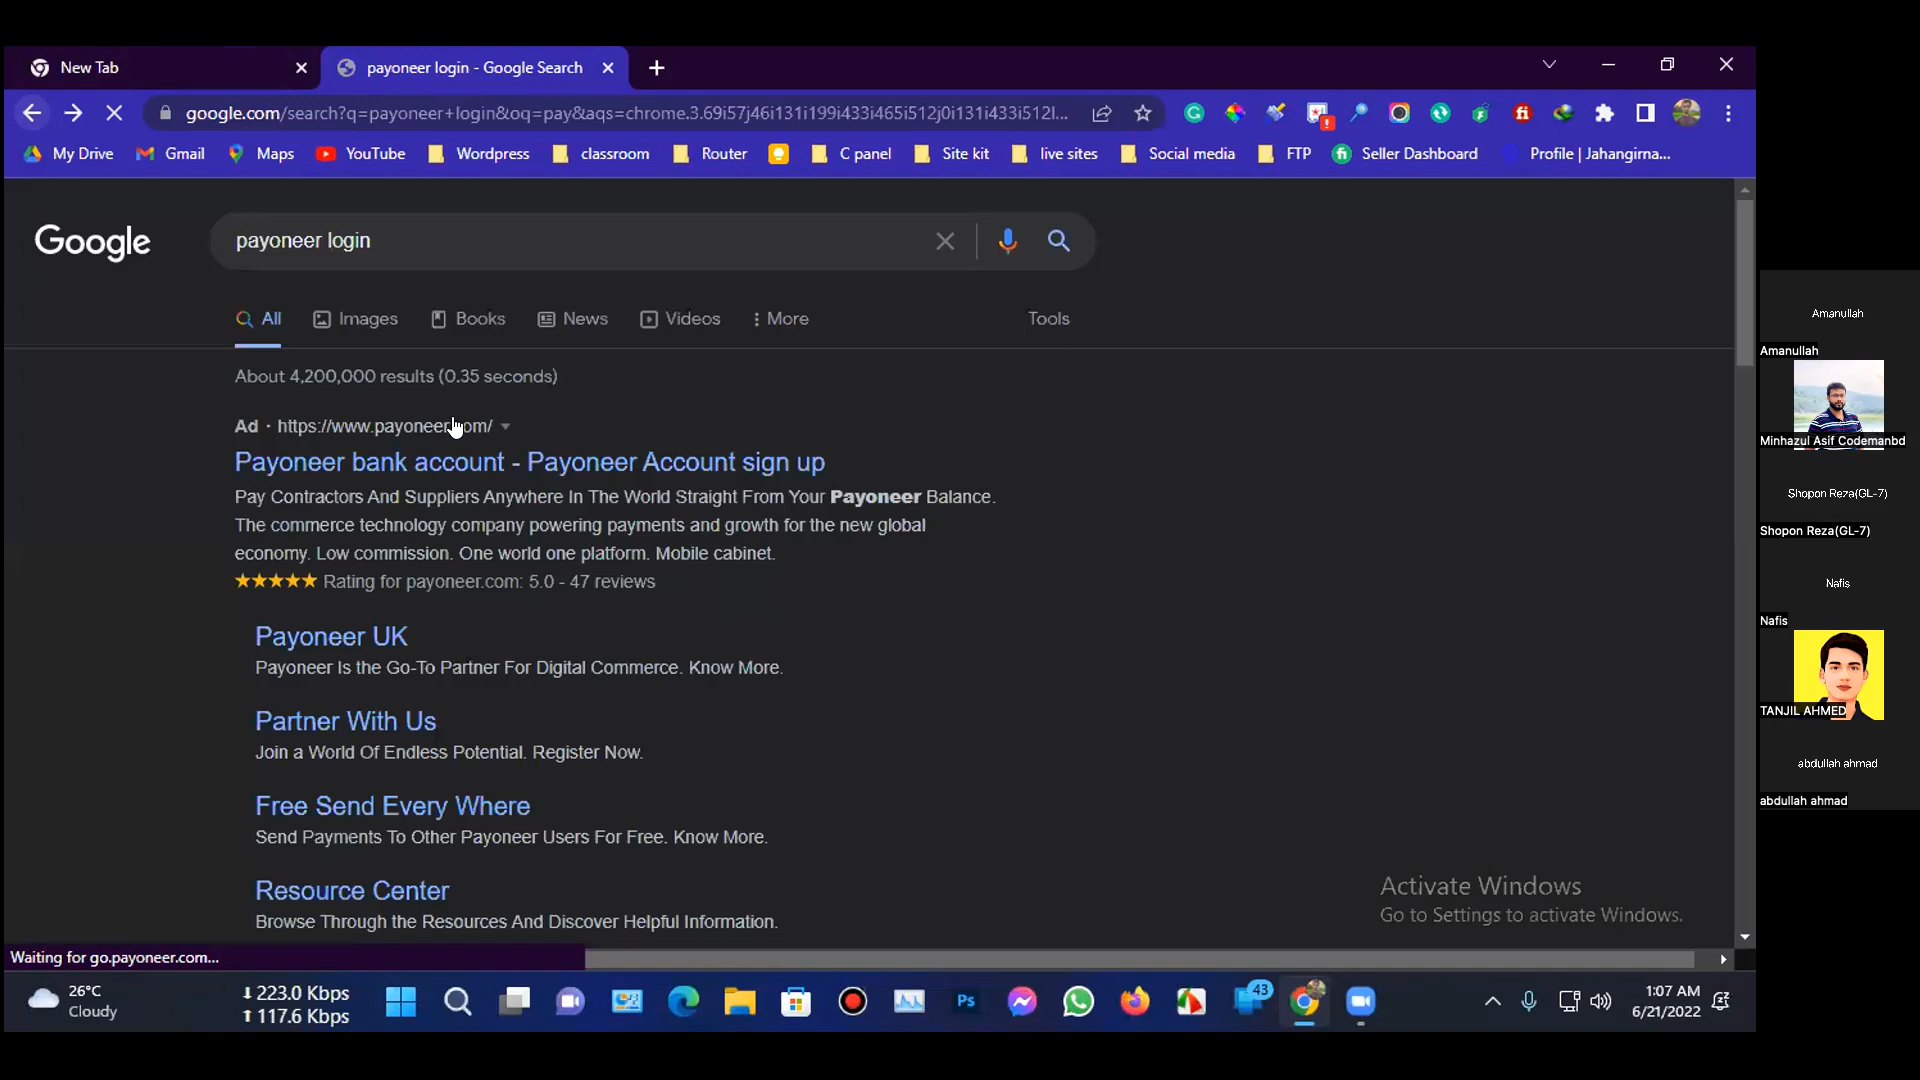 New Tab
payoneer login - Google Search
google.com/search?q=payoneer+login&oq=pay&aqs=chrome.3.69i57j46i131i199i433i465i512j0i131i433i512l...
My Drive
Gmail
Maps
YouTube
Wordpress
classroom
Router
C panel
Site kit
live sites
Social media
FTP
Seller Dashboard
Profile | Jahangirna...
Google
payoneer login
All
Images
Books
News
Videos
More
Tools
About 4,200,000 results (0.35 seconds)
Ad · https://www.payoneer.com/
Payoneer bank account - Payoneer Account sign up
Pay Contractors And Suppliers Anywhere In The World Straight From Your Payoneer Balance.
The commerce technology company powering payments and growth for the new global
economy. Low commission. One world one platform. Mobile cabinet.
Rating for payoneer.com: 5.0 - 47 reviews
Payoneer UK
Payoneer Is the Go-To Partner For Digital Commerce. Know More.
Partner With Us
Join a World Of Endless Potential. Register Now.
Free Send Every Where
Send Payments To Other Payoneer Users For Free. Know More.
Resource Center
Browse Through the Resources And Discover Helpful Information.
Activate Windows
Go to Settings to activate Windows.
Waiting for go.payoneer.com...
26°C
Cloudy
223.0 Kbps
117.6 Kbps
Ps
43
1:07 AM
6/21/2022
Amanullah
Amanullah
Minhazul Asif Codemanbd
Shopon Reza(GL-7)
Shopon Reza(GL-7)
Nafis
Nafis
TANJIL AHMED
abdullah ahmad
abdullah ahmad